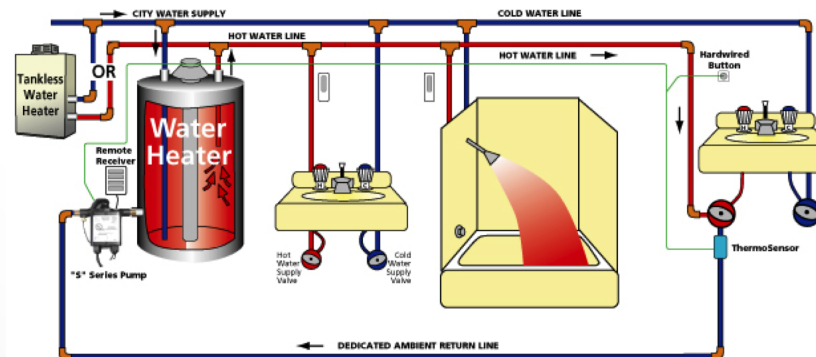 CITY WATER SUPPLY
COLD WATER LINE
HOT WATER LINE
HOT WATER LINE
Hardwired
Button
Tankless
Water
Heater
OR
Water
Heater
Remote
Receiver
"S" Series Pump
Hot
Water
Supply
Valve
Cold
Water
Supply
Valve
ThermoSensor
DEDICATED AMBIENT RETURN LINE